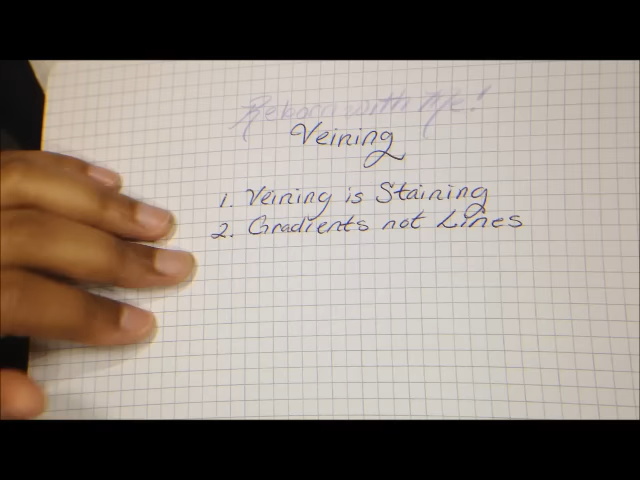 Reborn with Me!
Veining
1. Veining is Staining
2. Gradients not Lines